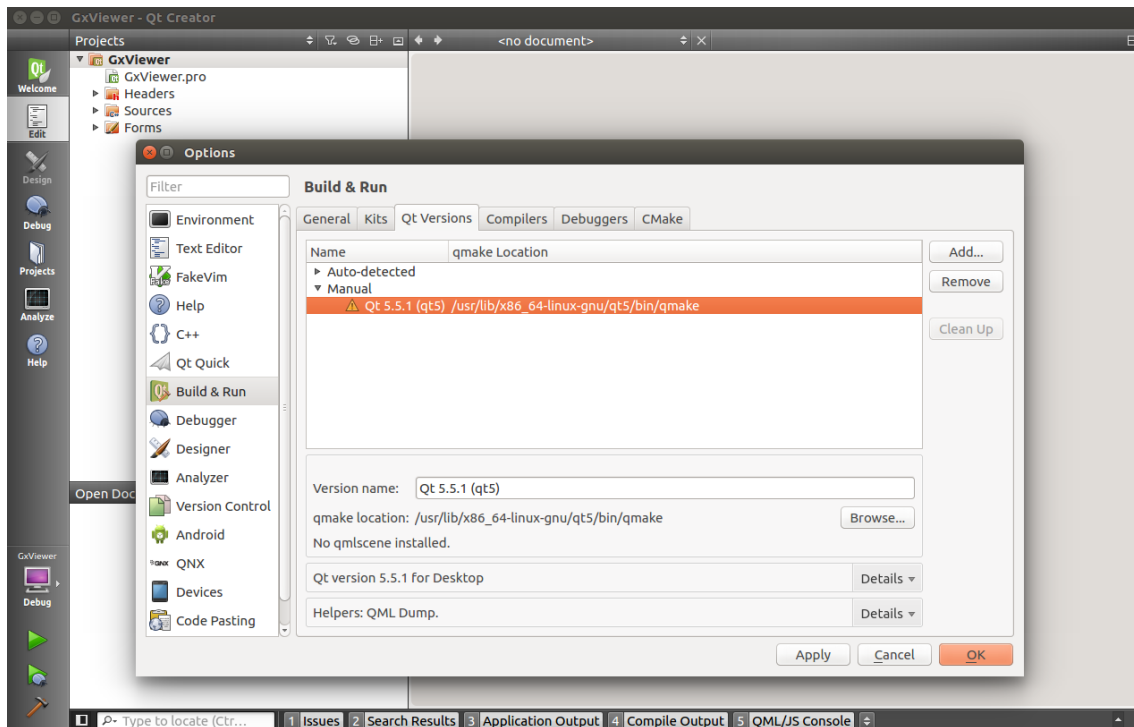 GxViewer - Qt Creator
Projects
<no document>
Welcome
Edit
Design
Debug
Projects
Analyze
Help
GxViewer
GxViewer.pro
Headers
Sources
Forms
Open Doc
Options
Filter
Environment
Text Editor
FakeVim
Help
C++
Qt Quick
Build & Run
Debugger
Designer
Analyzer
Version Control
Android
QNX
Devices
Code Pasting
Build & Run
General Kits Qt Versions Compilers Debuggers CMake
Name qmake Location
Auto-detected
Manual
Qt 5.5.1 (qt5) /usr/lib/x86_64-linux-gnu/qt5/bin/qmake
Add...
Remove
Clean Up
Version name: Qt 5.5.1 (qt5)
qmake location: /usr/lib/x86_64-linux-gnu/qt5/bin/qmake Browse...
No qmlscene installed.
Qt version 5.5.1 for Desktop Details
Helpers: QML Dump. Details
Apply Cancel OK
GxViewer
Debug
Type to locate (Ctr... 1 Issues 2 Search Results 3 Application Output 4 Compile Output 5 QML/JS Console